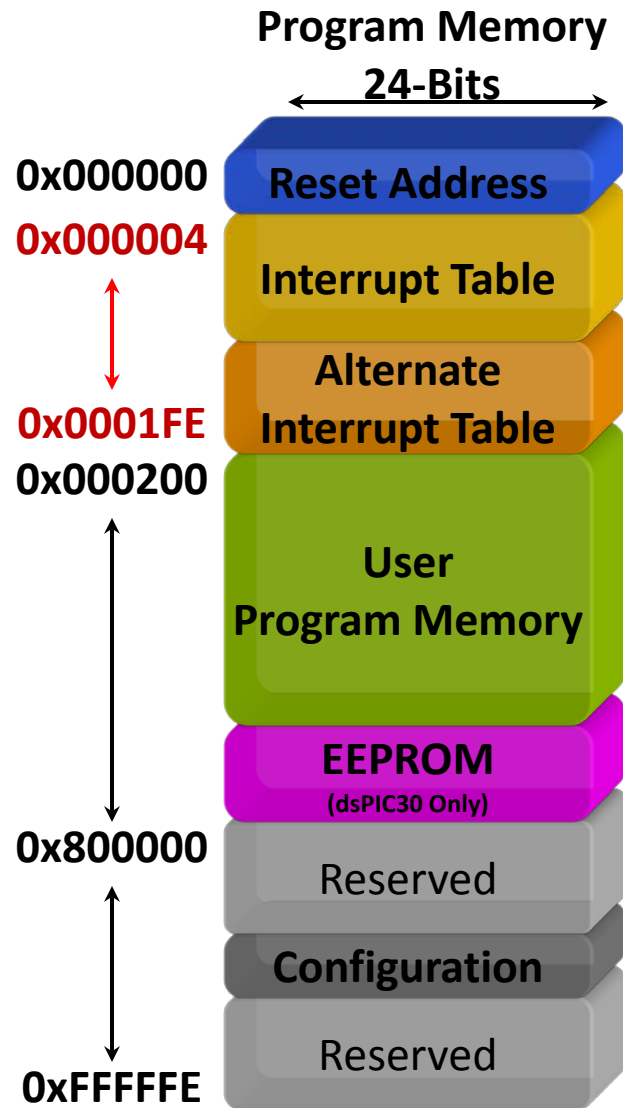 Program Memory
24-Bits
0x000000
Reset Address
0x000004
Interrupt Table
Alternate
0x0001FE
Interrupt Table
0x000200
User
Program Memory
EEPROM
(dsPIC30 Only)
0x800000
Reserved
Configuration
Reserved
0xFFFFFE